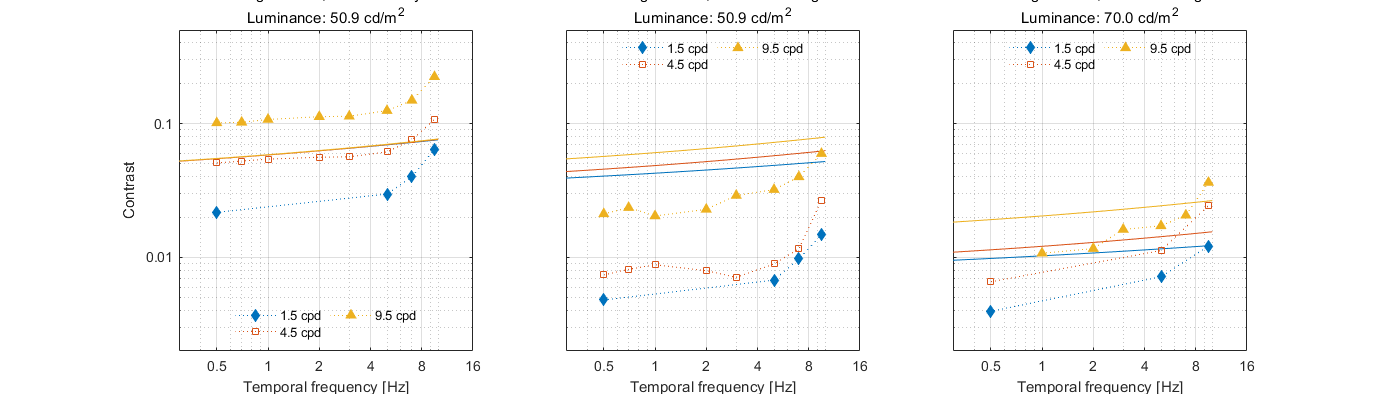 Luminance: 50.9 cd/m2
Contrast
0.1
0.01
1.5 cpd
9.5 cpd
4.5 cpd
0.5
1
2
4
8
16
Temporal frequency [Hz]
Luminance: 50.9 cd/m2
1.5 cpd
9.5 cpd
4.5 cpd
0.5
1
2
4
8
16
Temporal frequency [Hz]
Luminance: 70.0 cd/m2
1.5 cpd
9.5 cpd
4.5 cpd
0.5
1
2
4
8
16
Temporal frequency [Hz]